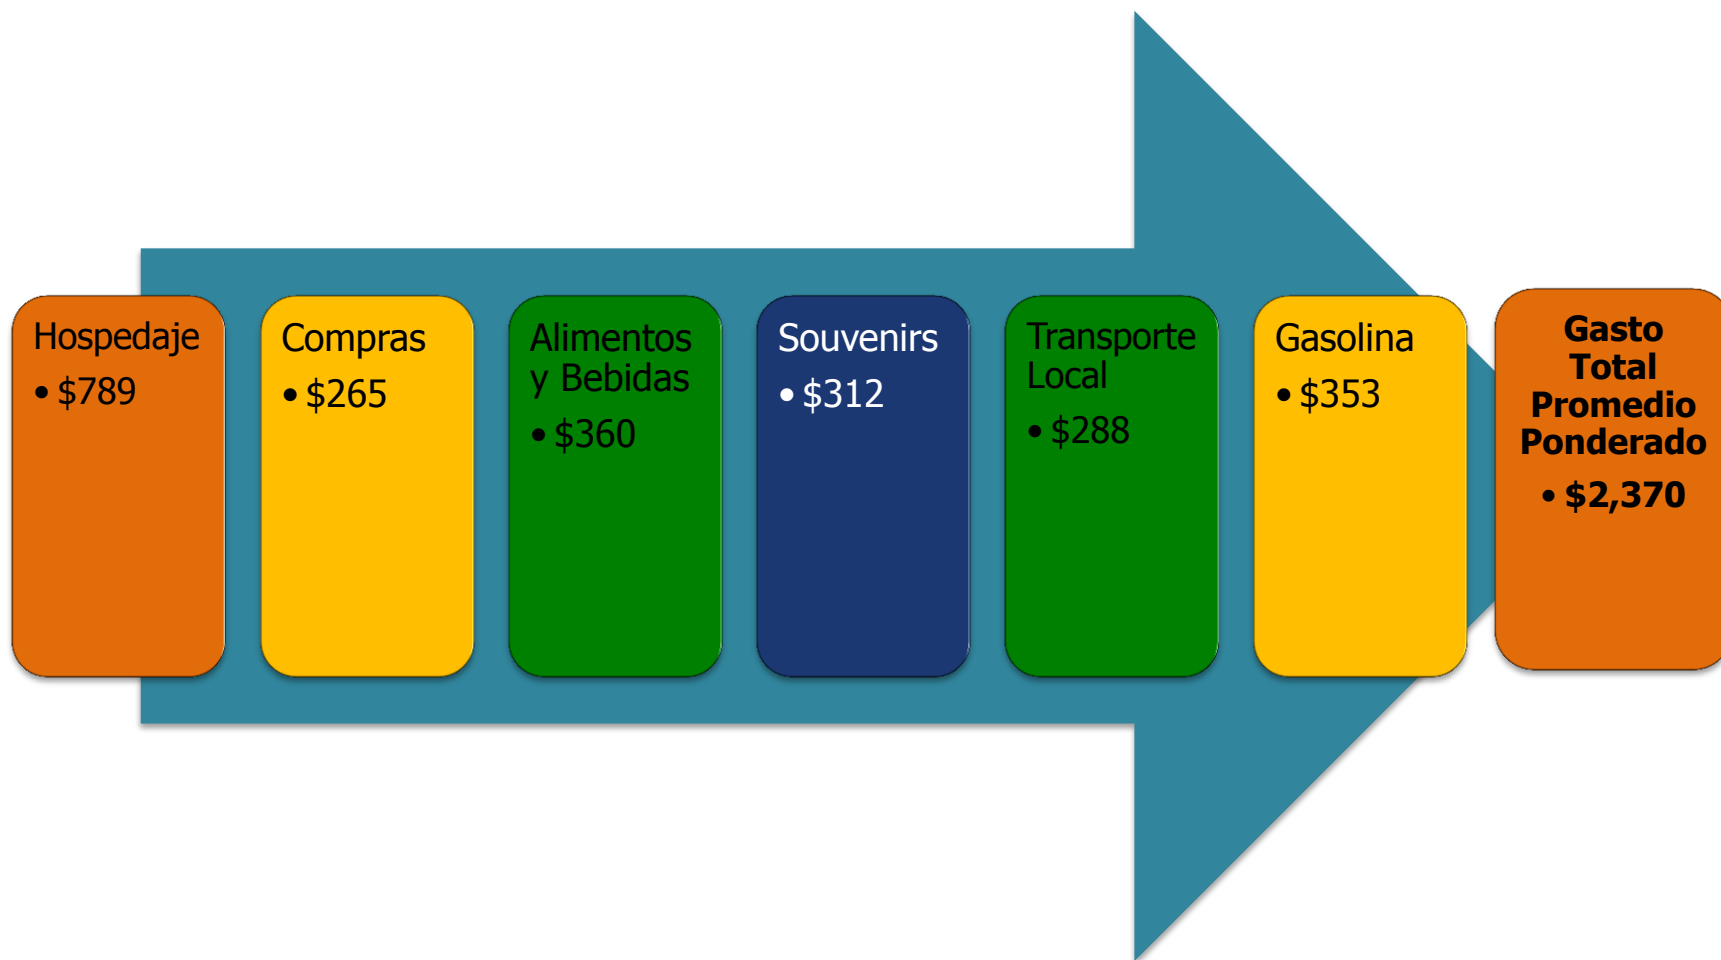 Hospedaje
• $789
Compras
• $265
Alimentos
y Bebidas
• $360
Souvenirs
• $312
Transporte
Local
• $288
Gasolina
• $353
Gasto
Total
Promedio
Ponderado
• $2,370